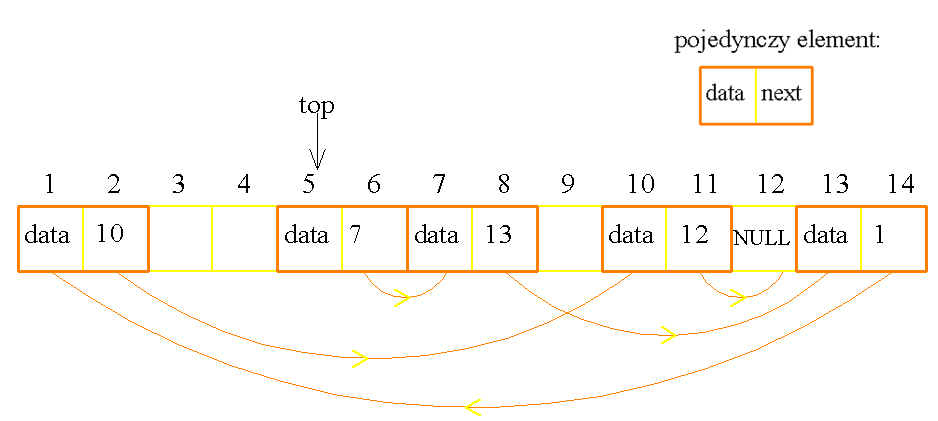 pojedynczy element:
data next
top
1 2 3 4 5 6 7 8 9 10 11 12 13 14
data 10 data 7 data 13 data 12 NULL data 1